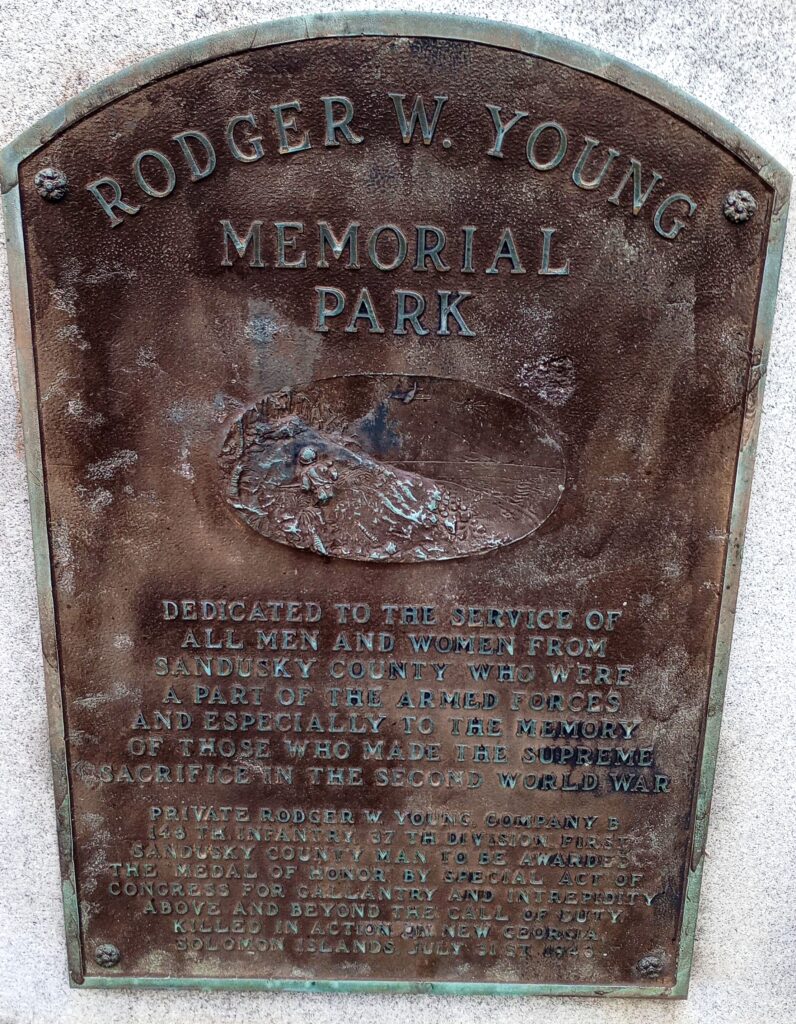 RODGER W. YOUNG
MEMORIAL
PARK
DEDICATED TO THE SERVICE OF
ALL MEN AND WOMEN FROM
SANDUSKY COUNTY WHO WERE
A PART OF THE ARMED FORCES
AND ESPECIALLY TO THE MEMORY
OF THOSE WHO MADE THE SUPREME
SACRIFICE IN THE SECOND WORLD WAR
PRIVATE RODGER W. YOUNG, COMPANY B
148 TH INFANTRY, 37 TH DIVISION, FIRST
SANDUSKY COUNTY MAN TO BE AWARDED
THE MEDAL OF HONOR BY SPECIAL ACT OF
CONGRESS FOR GALLANTRY AND INTREPIDITY
ABOVE AND BEYOND THE CALL OF DUTY
KILLED IN ACTION IN NEW GEORGIA,
SOLOMON ISLANDS, JULY 31ST, 1943.